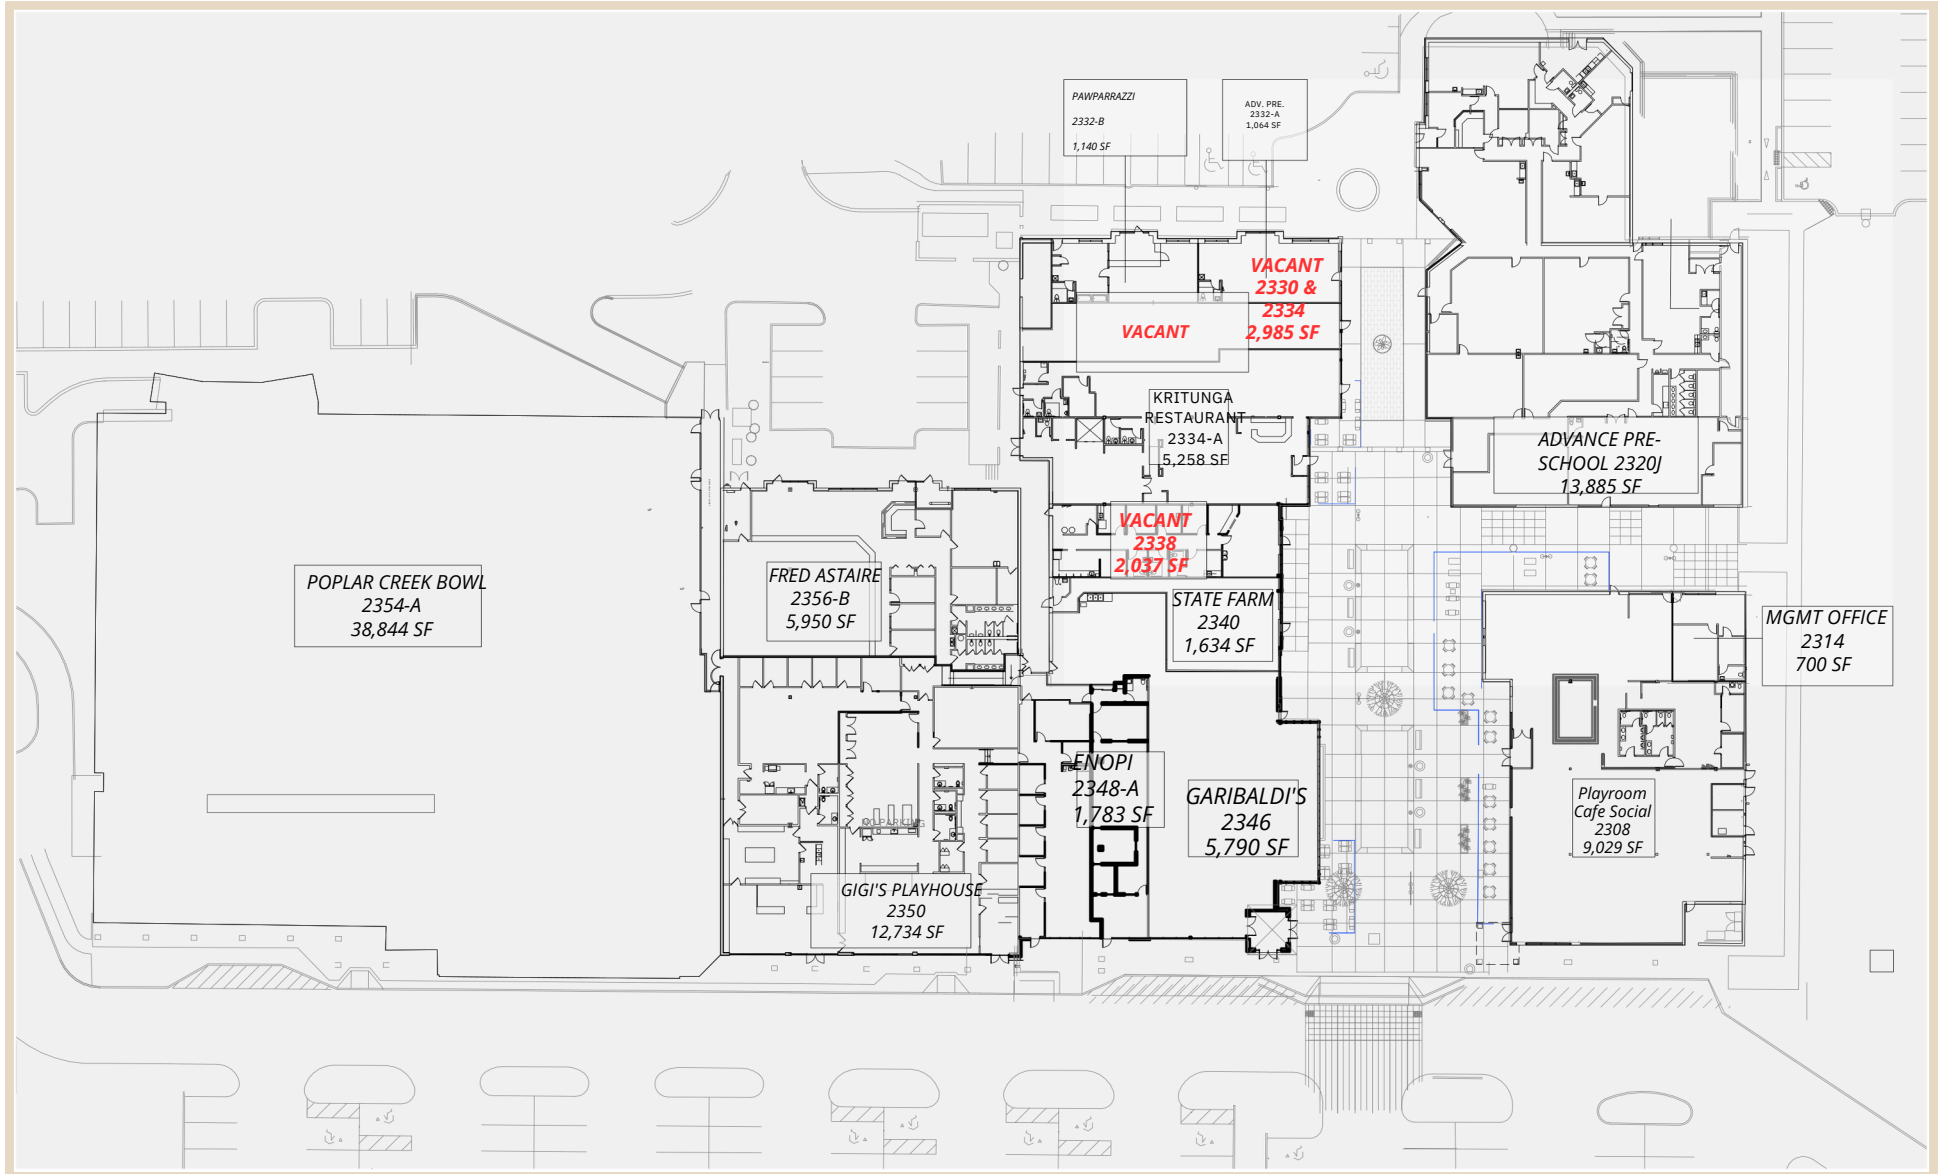 PAWPARRAZZI
2332-B
1,140 SF
ADV. PRE.
2332-A
1,064 SF
VACANT
2330 &
2334
2,985 SF
VACANT
KRITUNGA
RESTAURANT
2334-A
5,258 SF
ADVANCE PRE-
SCHOOL 2320J
13,885 SF
VACANT
2338
2,037 SF
POPLAR CREEK BOWL
2354-A
38,844 SF
FRED ASTAIRE
2356-B
5,950 SF
STATE FARM
2340
1,634 SF
MGMT OFFICE
2314
700 SF
ENOPI
2348-A
1,783 SF
GARIBALDI'S
2346
5,790 SF
Playroom
Cafe Social
2308
9,029 SF
NO PARKING
GIGI'S PLAYHOUSE
2350
12,734 SF